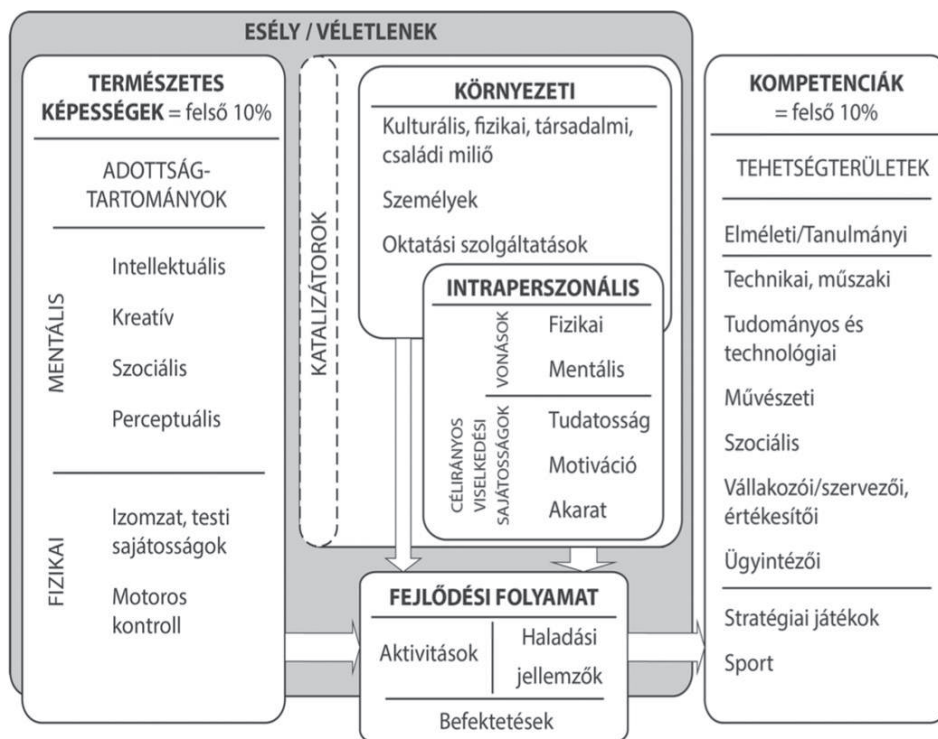 ESÉLY / VÉLETLENEK
TERMÉSZETES
KÉPESSÉGEK = felső 10%
ADOTTSÁG-
TARTOMÁNYOK
MENTÁLIS
Intellektuális
Kreatív
Szociális
Perceptuális
FIZIKAI
Izomzat, testi
sajátosságok
Motoros
kontroll
KATALIZÁTOROK
KÖRNYEZETI
Kulturális, fizikai, társadalmi,
családi miliő
Személyek
Oktatási szolgáltatások
INTRAPERSZONÁLIS
VONÁSOK
Fizikai
Mentális
CÉLIRÁNYOS
VISELKEDÉSI
SAJÁTOSSÁGOK
Tudatosság
Motiváció
Akarat
FEJLŐDÉSI FOLYAMAT
Aktivitások
Haladási
jellemzők
Befektetések
KOMPETENCIÁK
= felső 10%
TEHETSÉGTERÜLETEK
Elméleti/Tanulmányi
Technikai, műszaki
Tudományos és
technológiai
Művészeti
Szociális
Vállakozói/szervezői,
értékesítői
Ügyintézői
Stratégiai játékok
Sport